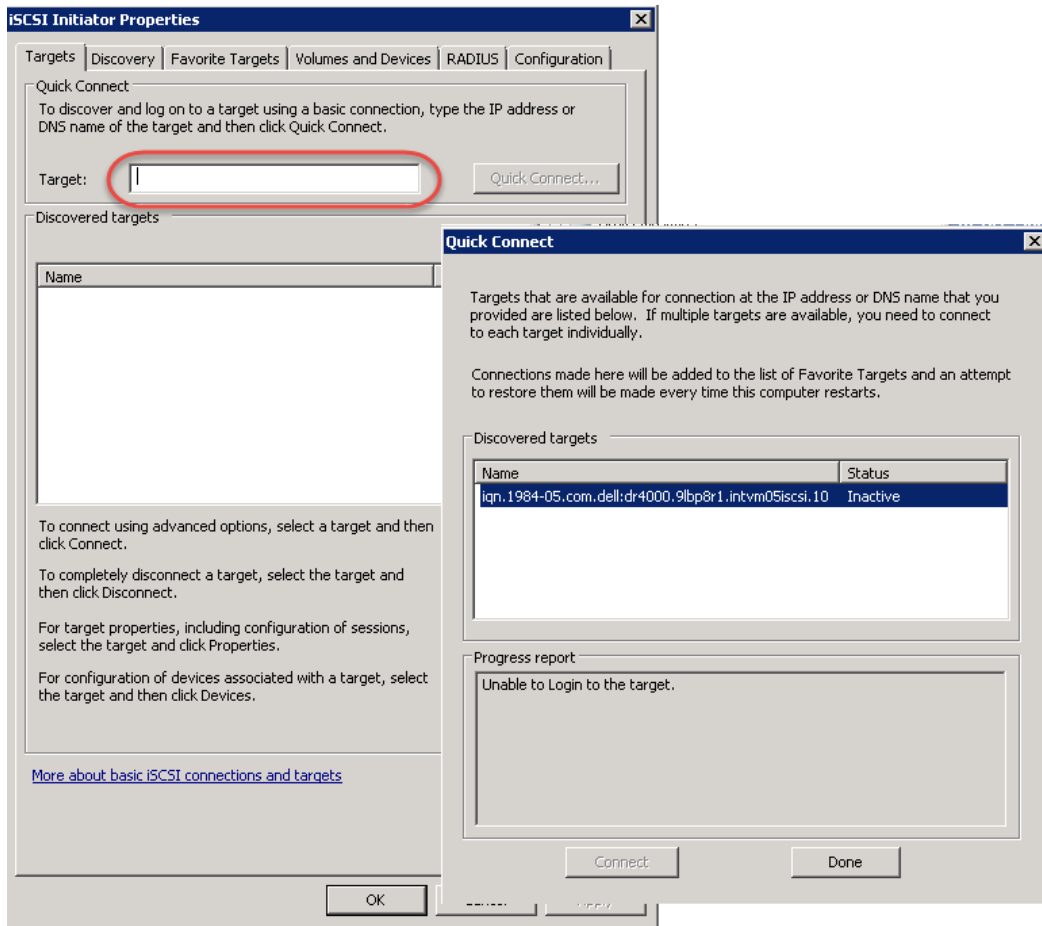 iSCSI Initiator Properties
Targets Discovery Favorite Targets Volumes and Devices RADIUS Configuration
Quick Connect
To discover and log on to a target using a basic connection, type the IP address or
DNS name of the target and then click Quick Connect.
Target:
Quick Connect...
Discovered targets
Name
To connect using advanced options, select a target and then
click Connect.
To completely disconnect a target, select the target and
then click Disconnect.
For target properties, including configuration of sessions,
select the target and click Properties.
For configuration of devices associated with a target, select
the target and then click Devices.
More about basic iSCSI connections and targets
OK
Quick Connect
Targets that are available for connection at the IP address or DNS name that you
provided are listed below. If multiple targets are available, you need to connect
to each target individually.
Connections made here will be added to the list of Favorite Targets and an attempt
to restore them will be made every time this computer restarts.
Discovered targets
Name Status
iqn.1984-05.com.dell:dr4000.9lbp8r1.intvm05iscsi.10 Inactive
Progress report
Unable to Login to the target.
Connect Done